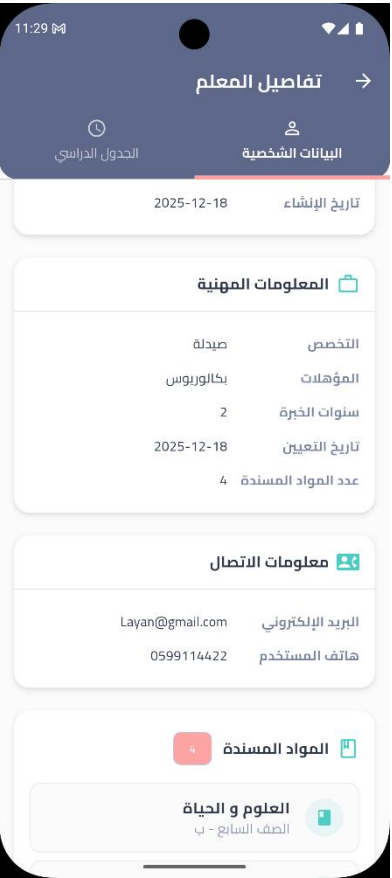 11:29
تفاصيل المعلم
البيانات الشخصية
الجدول الدراسي
تاريخ الإنشاء 2025-12-18
المعلومات المهنية
التخصص صيدلة
المؤهلات بكالوريوس
سنوات الخبرة 2
تاريخ التعيين 2025-12-18
عدد المواد المسندة 4
معلومات الاتصال
البريد الإلكتروني Layan@gmail.com
هاتف المستخدم 0599114422
المواد المسندة 4
العلوم و الحياة
الصف السابع - ب